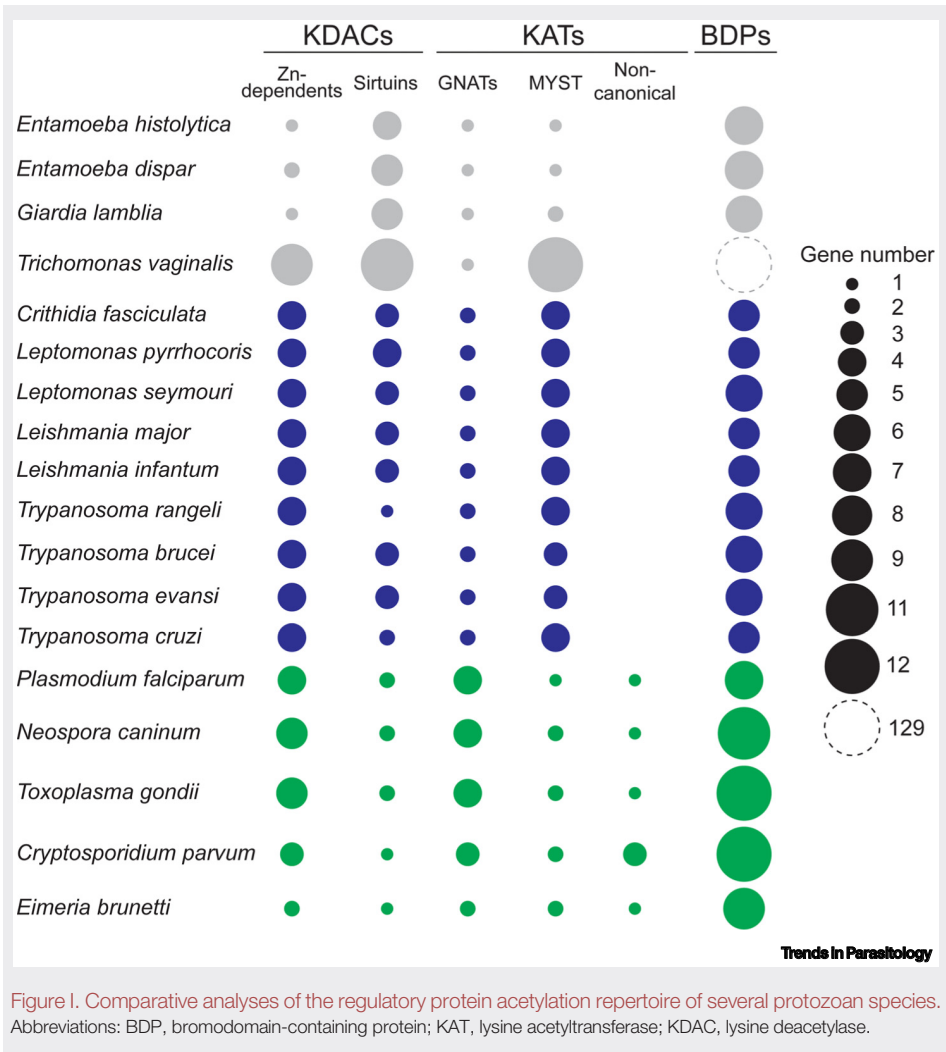 KDACs KATs BDPs
Zn-
dependents Sirtuins GNATs MYST Non-
canonical
Entamoeba histolytica
Entamoeba dispar
Giardia lamblia
Trichomonas vaginalis
Gene number
1
Crithidia fasciculata
2
3
Leptomonas pyrrhocoris
4
Leptomonas seymouri
5
Leishmania major
6
Leishmania infantum
7
Trypanosoma rangeli
8
Trypanosoma brucei
9
Trypanosoma evansi
11
Trypanosoma cruzi
12
Plasmodium falciparum
129
Neospora caninum
Toxoplasma gondii
Cryptosporidium parvum
Eimeria brunetti
Trends in Parasitology
Figure I. Comparative analyses of the regulatory protein acetylation repertoire of several protozoan species.
Abbreviations: BDP, bromodomain-containing protein; KAT, lysine acetyltransferase; KDAC, lysine deacetylase.